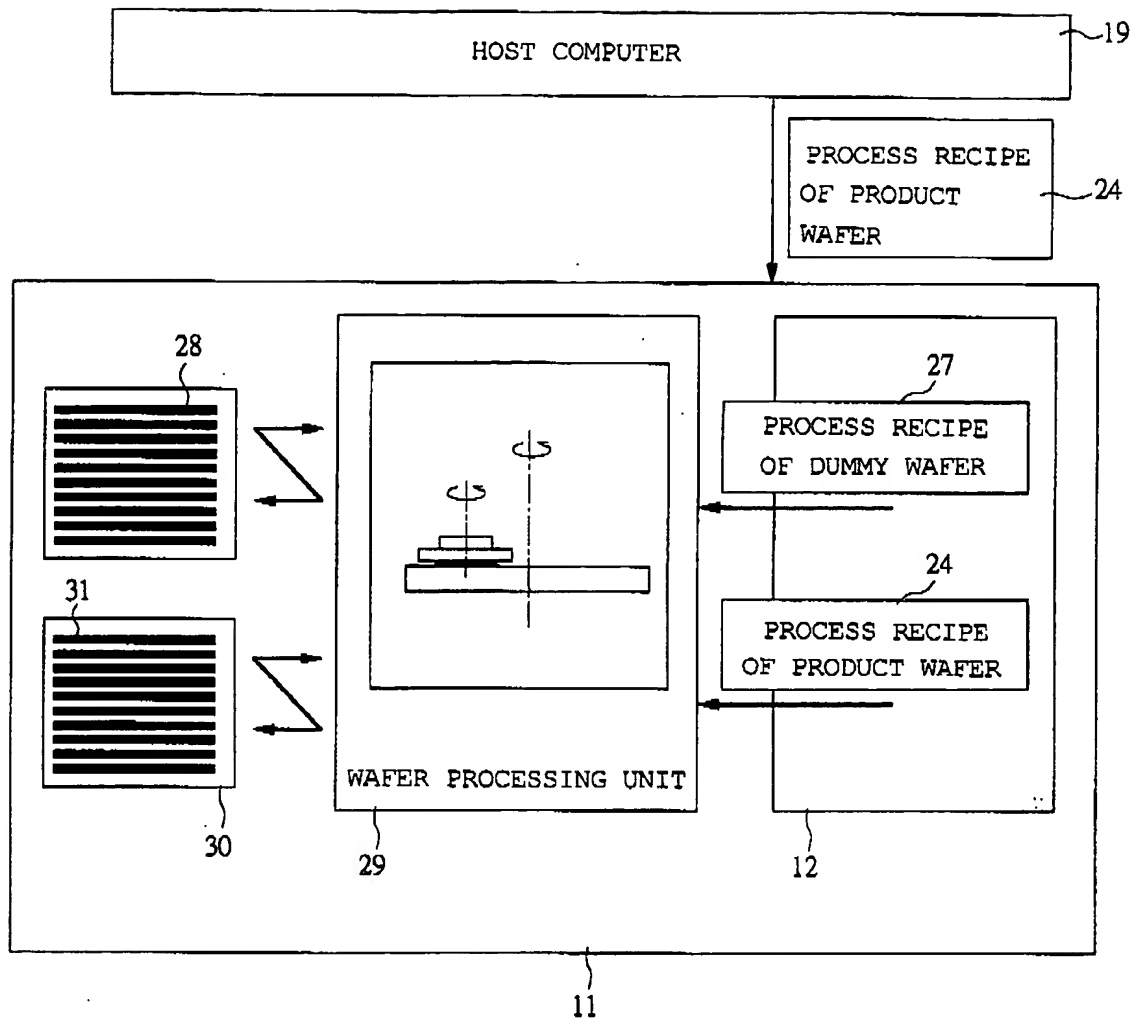 HOST COMPUTER
19
PROCESS RECIPE
OF PRODUCT
WAFER
24
28
27
PROCESS RECIPE
OF DUMMY WAFER
31
24
PROCESS RECIPE
OF PRODUCT WAFER
WAFER PROCESSING UNIT
30
29
12
11